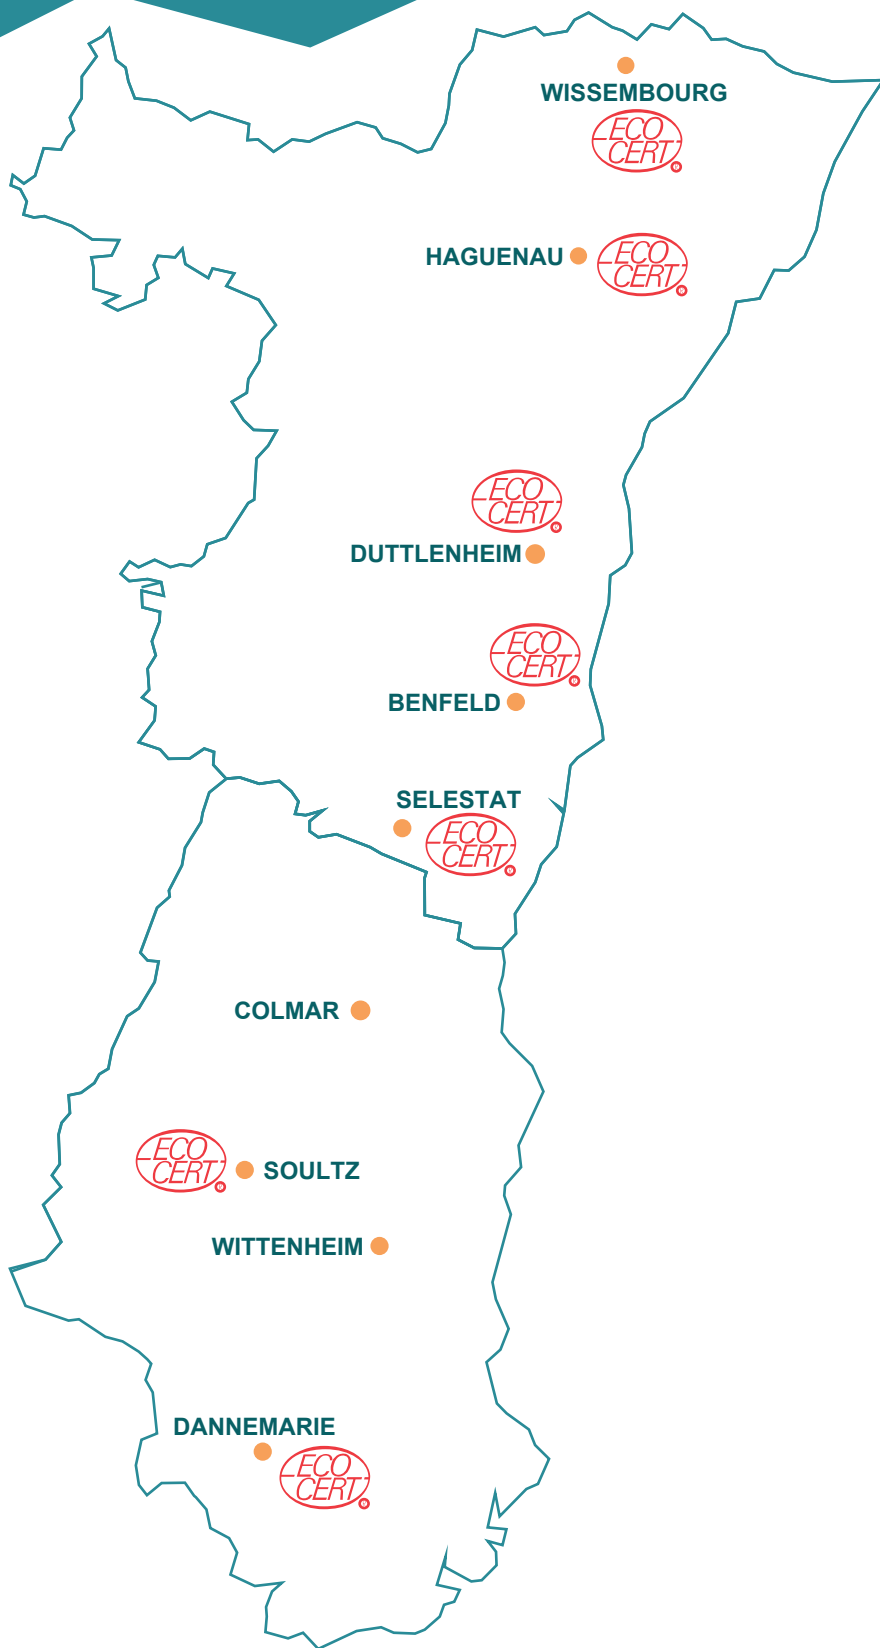 WISSEMBOURG
ECO
CERT
HAGUENAU
ECO
CERT
ECO
CERT
DUTTLENHEIM
ECO
CERT
BENFELD
SELESTAT
ECO
CERT
COLMAR
ECO
CERT
SOULTZ
WITTENHEIM
DANNEMARIE
ECO
CERT